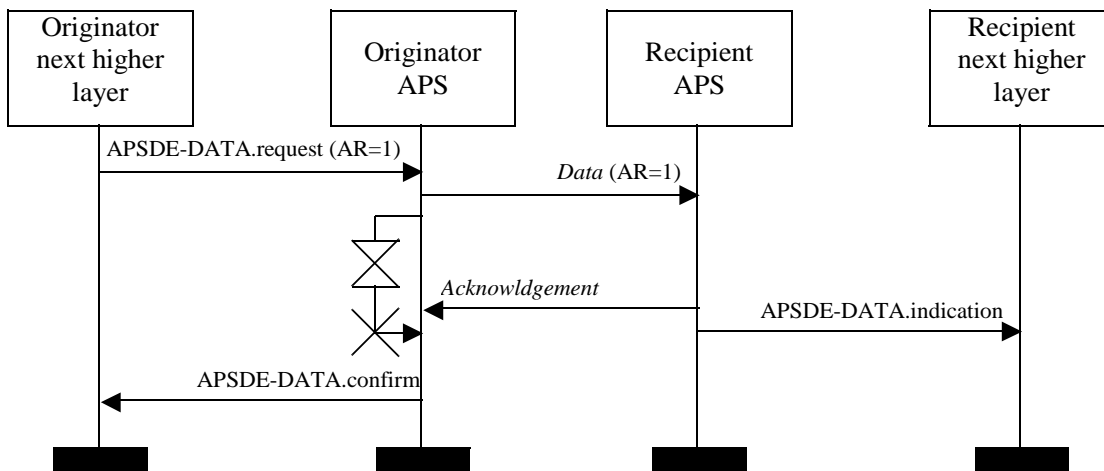 Originator
next higher
layer
Originator
APS
Recipient
APS
Recipient
next higher
layer
APSDE-DATA.request (AR=1)
Data (AR=1)
Acknowldgement
APSDE-DATA.indication
APSDE-DATA.confirm